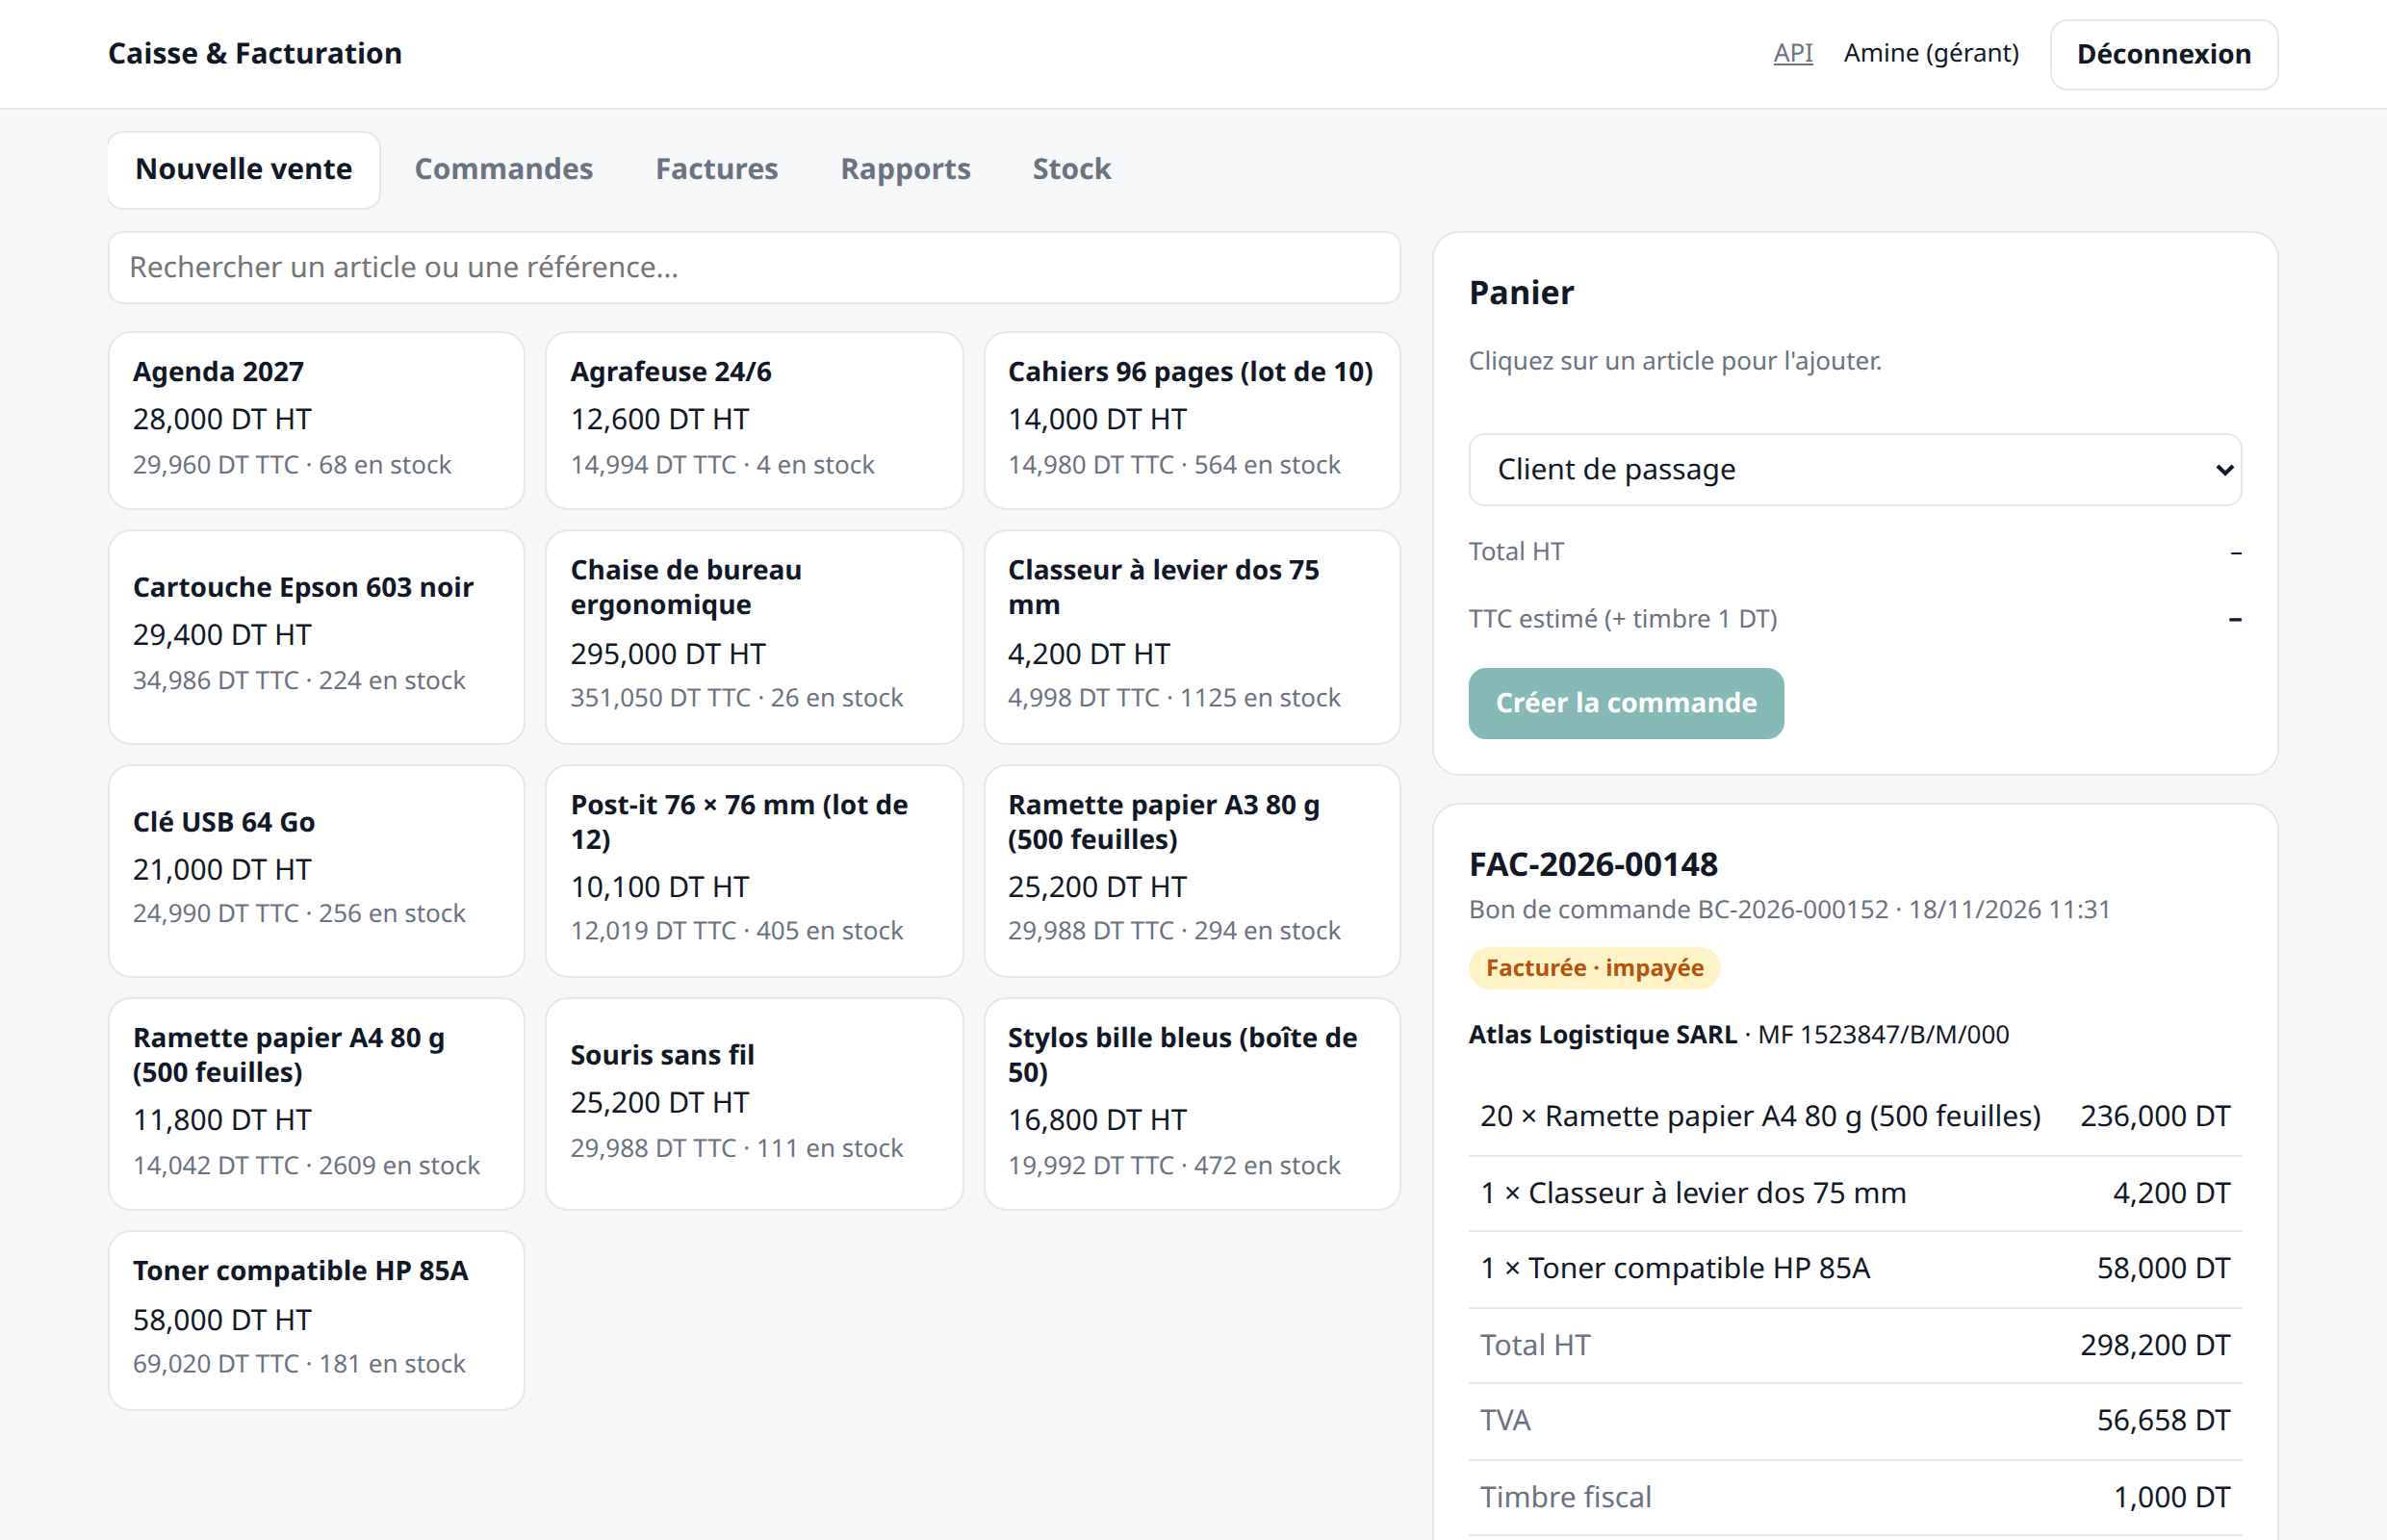 Caisse & Facturation
API
Amine (gérant)
Déconnexion
Nouvelle vente
Commandes
Factures
Rapports
Stock
Rechercher un article ou une référence...
Agenda 2027
28,000 DT HT
29,960 DT TTC · 68 en stock
Agrafeuse 24/6
12,600 DT HT
14,994 DT TTC · 4 en stock
Cahiers 96 pages (lot de 10)
14,000 DT HT
14,980 DT TTC · 564 en stock
Cartouche Epson 603 noir
29,400 DT HT
34,986 DT TTC · 224 en stock
Chaise de bureau
ergonomique
295,000 DT HT
351,050 DT TTC · 26 en stock
Classeur à levier dos 75
mm
4,200 DT HT
4,998 DT TTC · 1125 en stock
Clé USB 64 Go
21,000 DT HT
24,990 DT TTC · 256 en stock
Post-it 76 × 76 mm (lot de
12)
10,100 DT HT
12,019 DT TTC · 405 en stock
Ramette papier A3 80 g
(500 feuilles)
25,200 DT HT
29,988 DT TTC · 294 en stock
Ramette papier A4 80 g
(500 feuilles)
11,800 DT HT
14,042 DT TTC · 2609 en stock
Souris sans fil
25,200 DT HT
29,988 DT TTC · 111 en stock
Stylos bille bleus (boîte de
50)
16,800 DT HT
19,992 DT TTC · 472 en stock
Toner compatible HP 85A
58,000 DT HT
69,020 DT TTC · 181 en stock
Panier
Cliquez sur un article pour l'ajouter.
Client de passage
Total HT –
TTC estimé (+ timbre 1 DT) –
Créer la commande
FAC-2026-00148
Bon de commande BC-2026-000152 · 18/11/2026 11:31
Facturée · impayée
Atlas Logistique SARL · MF 1523847/B/M/000
20 × Ramette papier A4 80 g (500 feuilles) 236,000 DT
1 × Classeur à levier dos 75 mm 4,200 DT
1 × Toner compatible HP 85A 58,000 DT
Total HT 298,200 DT
TVA 56,658 DT
Timbre fiscal 1,000 DT